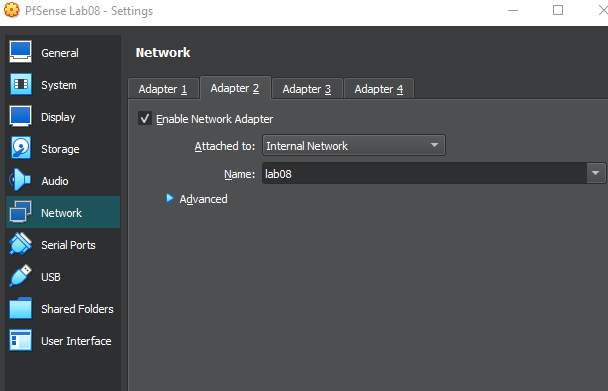 PfSense Lab08 - Settings
General
System
Display
Storage
Audio
Network
Serial Ports
USB
Shared Folders
User Interface
Network
Adapter 1 Adapter 2 Adapter 3 Adapter 4
Enable Network Adapter
Attached to: Internal Network
Name: lab08
Advanced